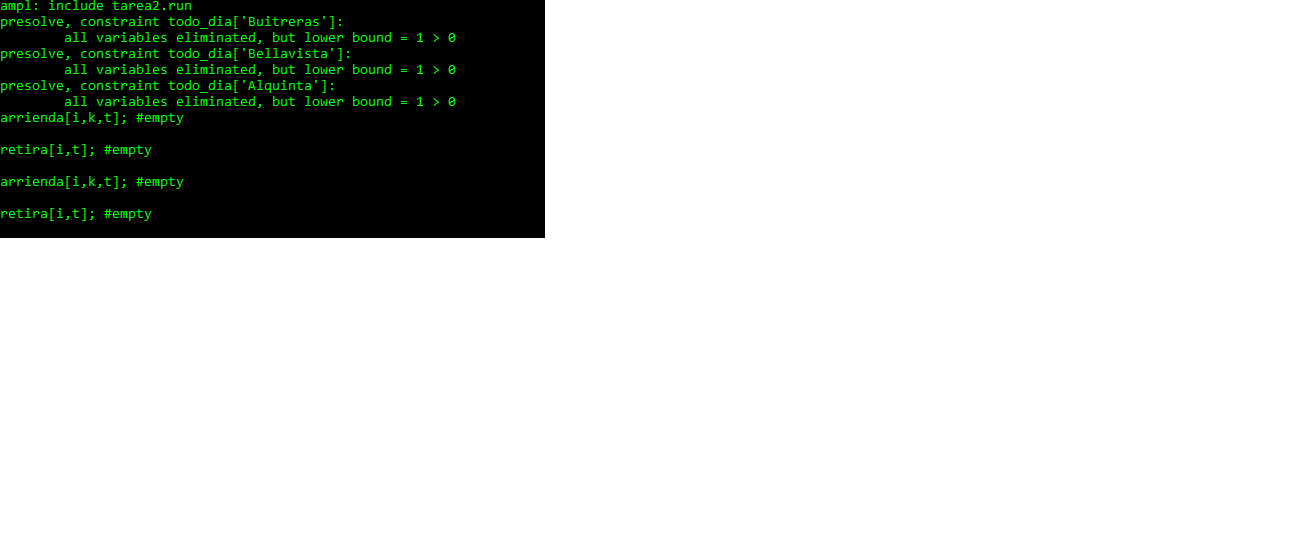 ampl: include tarea2.run
presolve, constraint todo_dia['Buitreras']:
all variables eliminated, but lower bound = 1 > 0
presolve, constraint todo_dia['Bellavista']:
all variables eliminated, but lower bound = 1 > 0
presolve, constraint todo_dia['Alquinta']:
all variables eliminated, but lower bound = 1 > 0
arrienda[i,k,t]; #empty
retira[i,t]; #empty
arrienda[i,k,t]; #empty
retira[i,t]; #empty